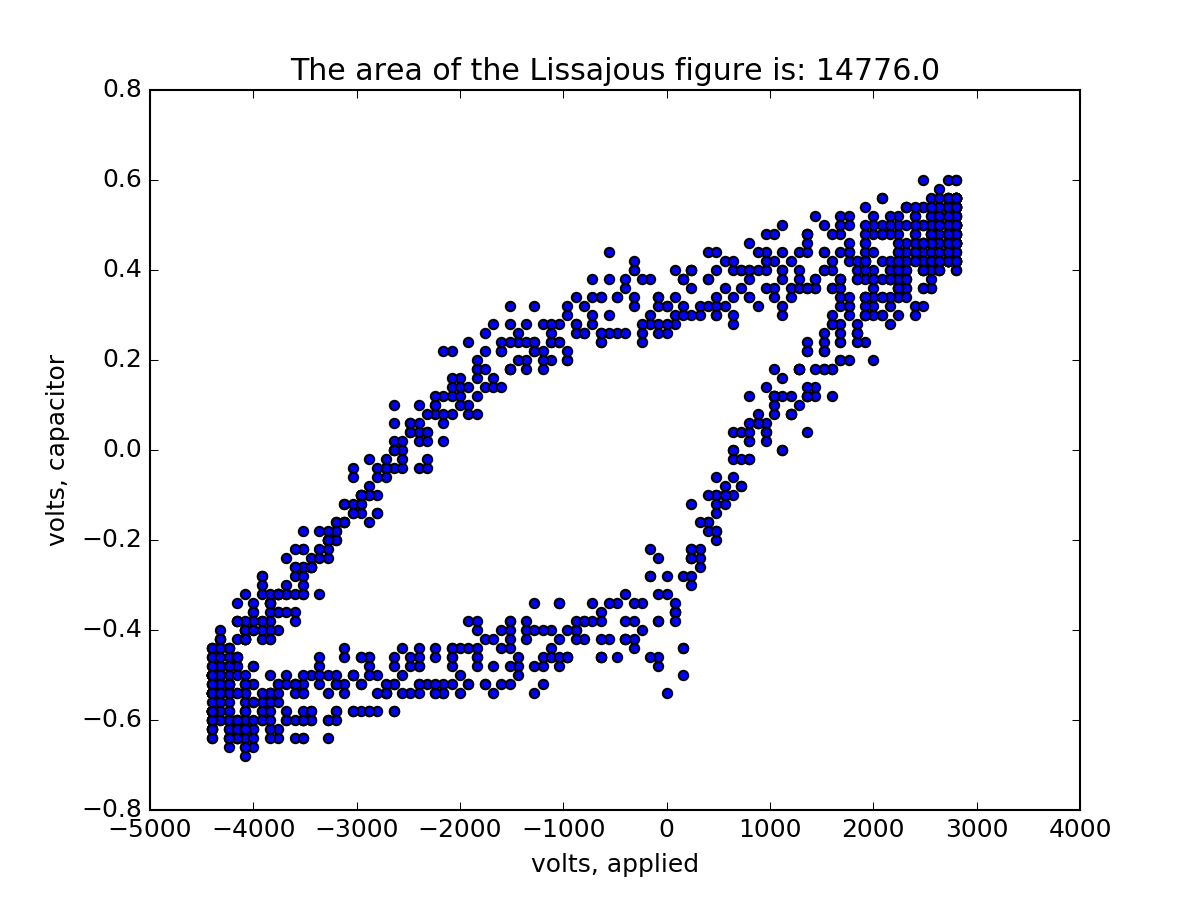 The area of the Lissajous figure is: 14776.0
0.8
0.6
0.4
0.2
0.0
−0.2
−0.4
−0.6
−0.8
volts, capacitor
−5000 −4000 −3000 −2000 −1000 0 1000 2000 3000 4000
volts, applied